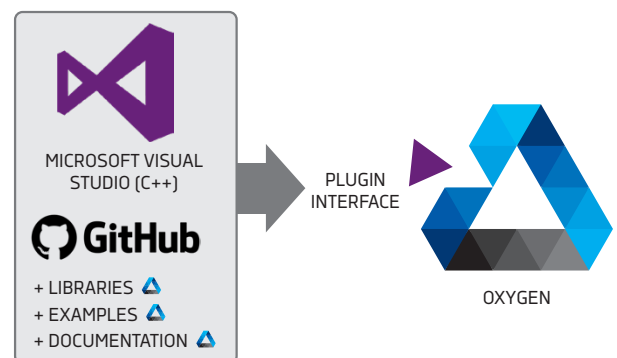 MICROSOFT VISUAL
STUDIO (C++)
GitHub
+ LIBRARIES
+ EXAMPLES
+ DOCUMENTATION
PLUGIN
INTERFACE
OXYGEN